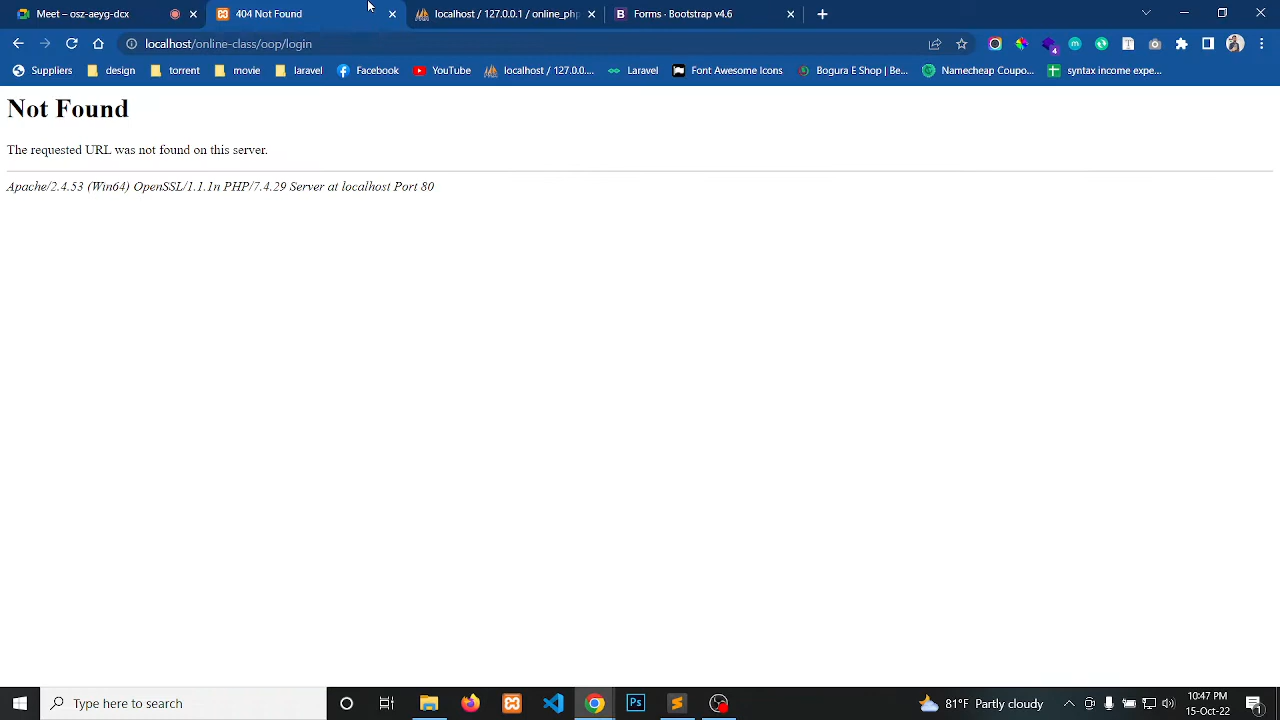 Meet – osz-aeyg-dcx
404 Not Found
localhost / 127.0.0.1 / online_php
Forms · Bootstrap v4.6
localhost/online-class/oop/login
4
Suppliers
design
torrent
movie
laravel
Facebook
YouTube
localhost / 127.0.0....
Laravel
Font Awesome Icons
Bogura E Shop | Be...
Namecheap Coupo...
syntax income expe...
Not Found
The requested URL was not found on this server.
Apache/2.4.53 (Win64) OpenSSL/1.1.1n PHP/7.4.29 Server at localhost Port 80
Type here to search
Ps
81°F Partly cloudy
10:47 PM
15-Oct-22